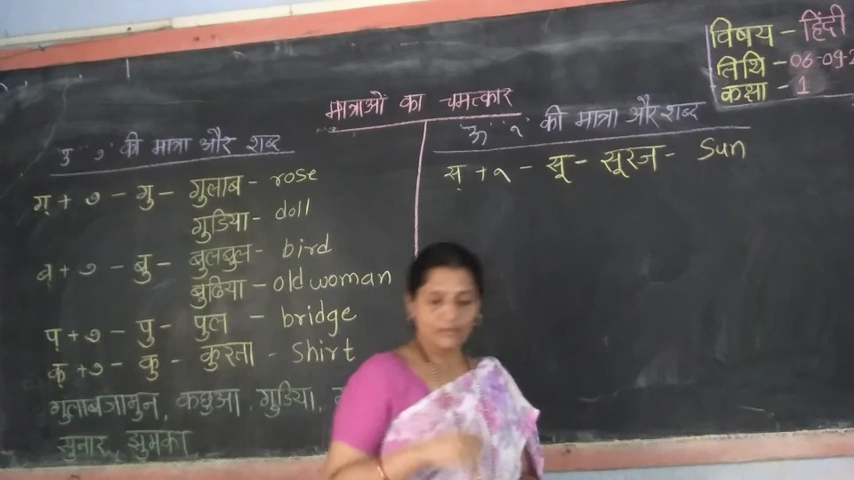 विषय - हिंदी
तिथि - 06-09-2
कक्षा - 1
मात्राओं का चमत्कार
उ ु की मात्रा और शब्द
ग् + ु - गु - गुलाब - rose
गुडिया - doll
ब् + ु - बु - बुलबुल - bird
बुढिया - old woman
प् + ु - पु - पुल - bridge
क् + ु - कु - कुरता - Shirt
गुलाबजामुन, कछुआ, गुडिया,
सुनार, झुमका
ऊ ू की मात्रा और शब्द
स् + ू - सू - सूरज - Sun